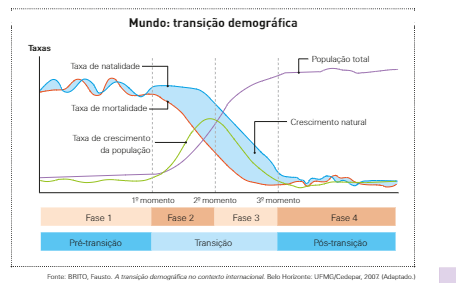 Mundo: transição demográfica
Taxas
Taxa de natalidade
População total
Taxa de mortalidade
Crescimento natural
Taxa de crescimento
da população
1º momento
2º momento
3º momento
Fase 1
Fase 2
Fase 3
Fase 4
Pré-transição
Transição
Pós-transição
Fonte: BRITO, Fausto. A transição demográfica no contexto internacional. Belo Horizonte: UFMG/Cedeplar, 2007. (Adaptado.)